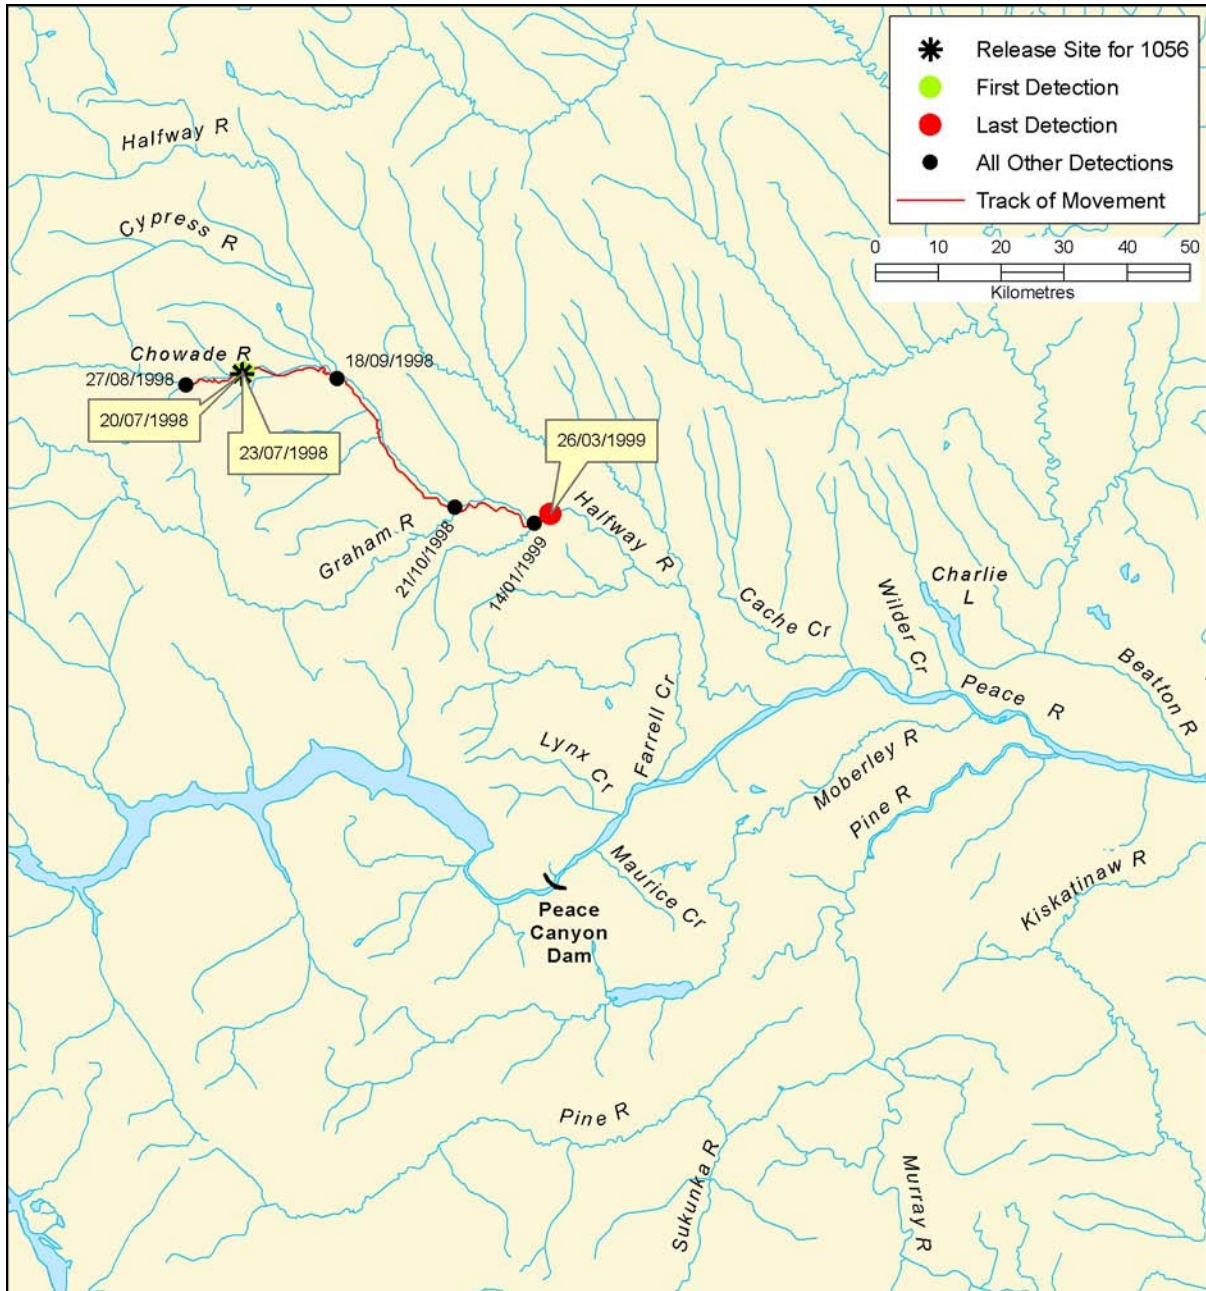 Release Site for 1056
First Detection
Last Detection
All Other Detections
Track of Movement
0 10 20 30 40 50
Kilometres
Halfway R
Cypress R
Chowade R
18/09/1998
27/08/1998
20/07/1998
23/07/1998
26/03/1999
Halfway R
Graham R
21/10/1998
14/01/1999
Cache Cr
Wilder Cr
Charlie
L
Beatton R
Peace R
Farrell Cr
Lynx Cr
Moberley R
Pine R
Maurice Cr
Kiskatinaw R
Peace
Canyon
Dam
Pine R
Sukunka R
Murray R